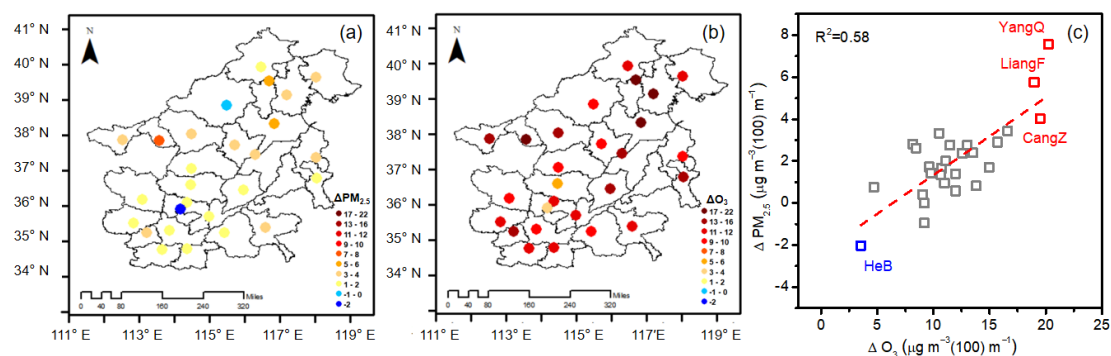 (a)
N
41° N
40° N
39° N
38° N
37° N
36° N
35° N
34° N
ΔPM2.5
17 - 22
13 - 16
11 - 12
9 - 10
7 - 8
5 - 6
3 - 4
1 - 2
-1 - 0
-2
0 40 80 160 240 320
Miles
111° E 113° E 115° E 117° E 119° E
(b)
N
41° N
40° N
39° N
38° N
37° N
36° N
35° N
34° N
ΔO3
17 - 22
13 - 16
11 - 12
9 - 10
7 - 8
5 - 6
3 - 4
1 - 2
-1 - 0
-2
0 40 80 160 240 320
Miles
111° E 113° E 115° E 117° E 119° E
(c)
R2=0.58
YangQ
LiangF
CangZ
HeB
8
6
4
2
0
-2
-4
Δ PM2.5 (μg m−3(100) m−1)
0 5 10 15 20 25
Δ O3 (μg m−3(100) m−1)